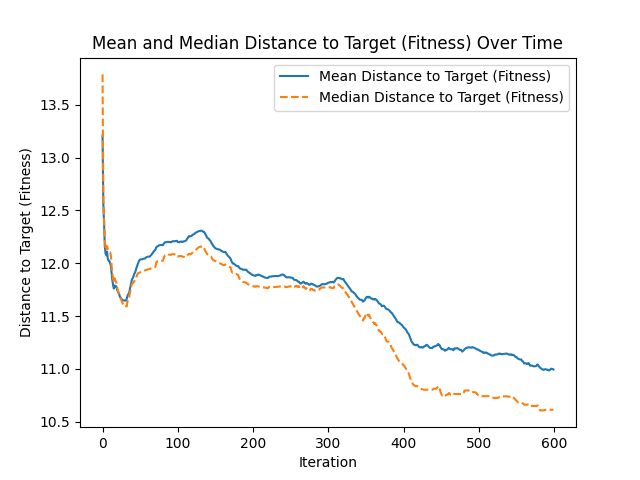 Mean and Median Distance to Target (Fitness) Over Time
Mean Distance to Target (Fitness)
Median Distance to Target (Fitness)
Distance to Target (Fitness)
13.5
13.0
12.5
12.0
11.5
11.0
10.5
0 100 200 300 400 500 600
Iteration